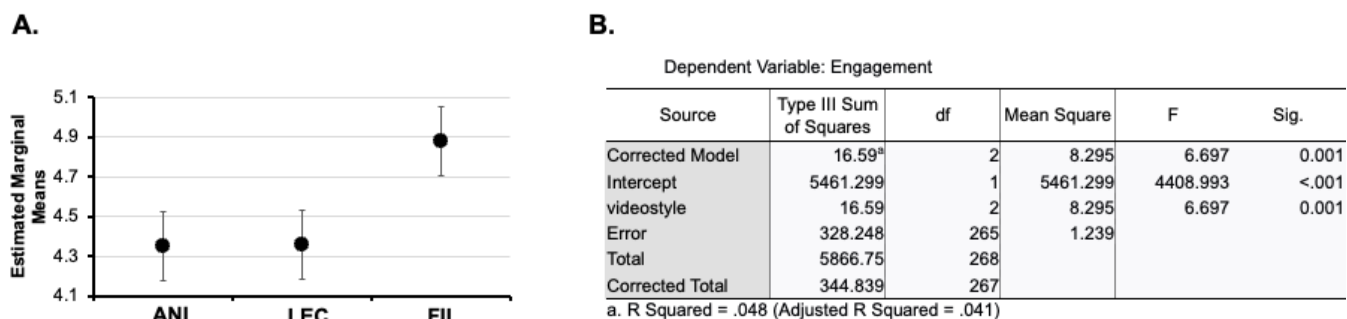 A.
B.
Dependent Variable: Engagement
Estimated Marginal
Means
5.1
4.9
4.7
4.5
4.3
4.1
ANI LEC FIL
Source Type III Sum of Squares df Mean Square F Sig.
Corrected Model 16.59a 2 8.295 6.697 0.001
Intercept 5461.299 1 5461.299 4408.993 <.001
videostyle 16.59 2 8.295 6.697 0.001
Error 328.248 265 1.239
Total 5866.75 268
Corrected Total 344.839 267
a. R Squared = .048 (Adjusted R Squared = .041)